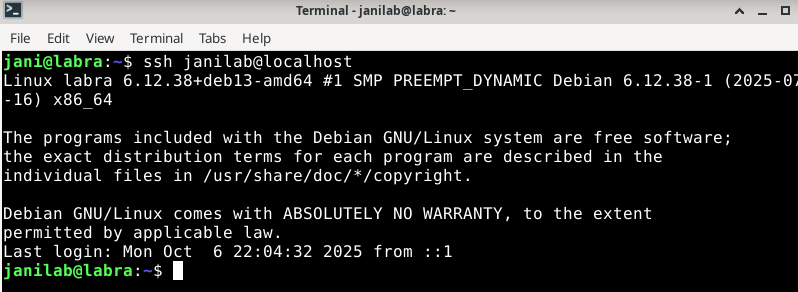 Terminal - janilab@labra: ~
File Edit View Terminal Tabs Help
jani@labra:~$ ssh janilab@localhost
Linux labra 6.12.38+deb13-amd64 #1 SMP PREEMPT_DYNAMIC Debian 6.12.38-1 (2025-07
-16) x86_64
The programs included with the Debian GNU/Linux system are free software;
the exact distribution terms for each program are described in the
individual files in /usr/share/doc/*/copyright.
Debian GNU/Linux comes with ABSOLUTELY NO WARRANTY, to the extent
permitted by applicable law.
Last login: Mon Oct  6 22:04:32 2025 from ::1
janilab@labra:~$